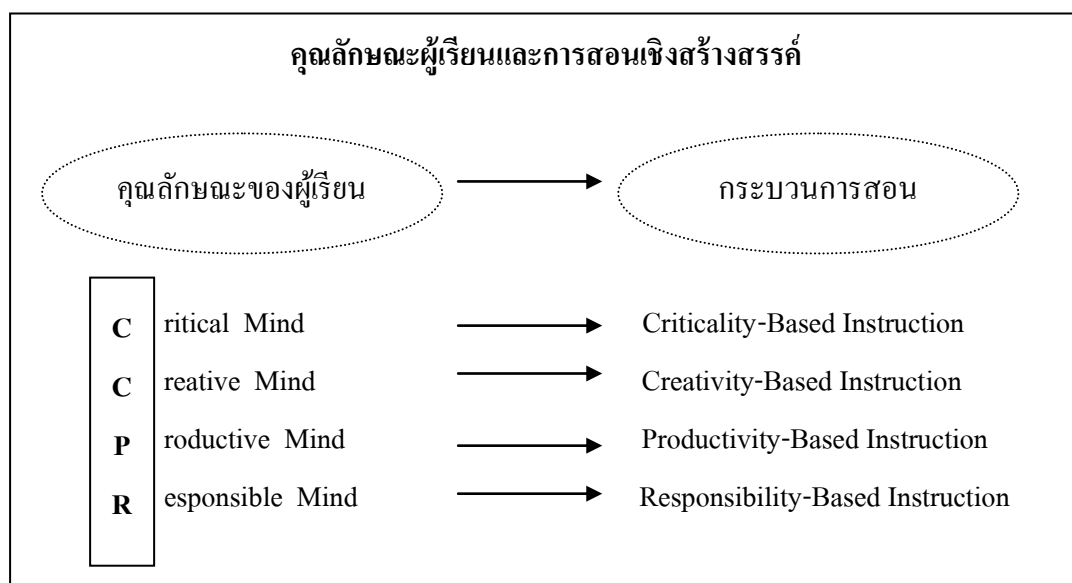 คุณลักษณะผู้เรียนและการสอนเชิงสร้างสรรค์
คุณลักษณะของผู้เรียน กระบวนการสอน
C ritical Mind Criticality-Based Instruction
C reative Mind Creativity-Based Instruction
P roductive Mind Productivity-Based Instruction
R esponsible Mind Responsibility-Based Instruction